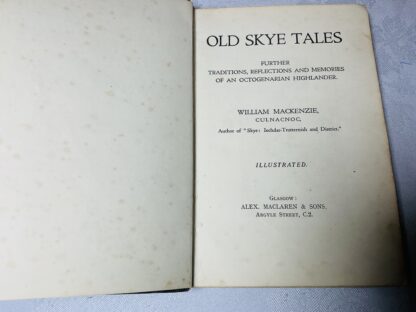 OLD SKYE TALES
FURTHER
TRADITIONS, REFLECTIONS AND MEMORIES
OF AN OCTOGENARIAN HIGHLANDER.
WILLIAM MACKENZIE,
CULNACNOC,
Author of "Skye: Iochdar-Trotternish and District."
ILLUSTRATED.
GLASGOW:
ALEX. MACLAREN & SONS,
ARGYLE STREET, C.2.